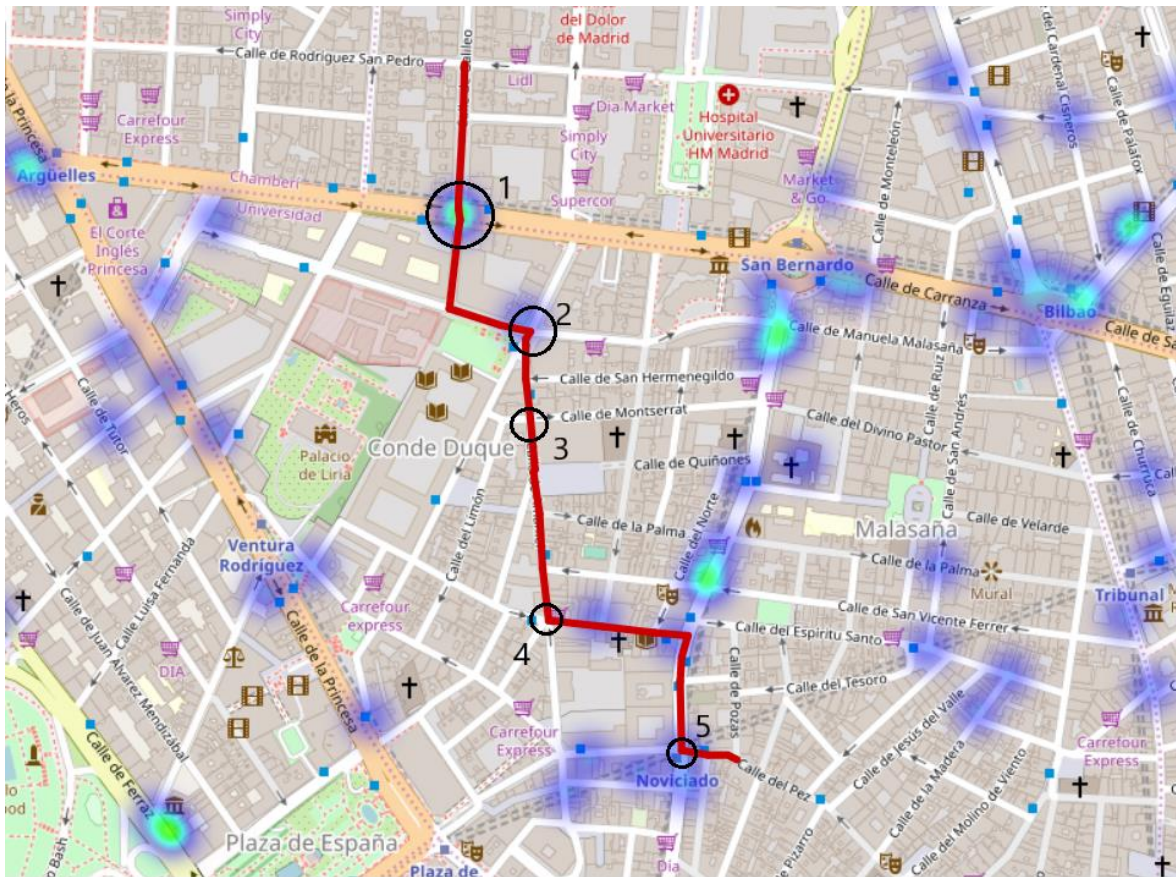 Simply
City
del Dolor
de Madrid
Calle de Rodríguez San Pedro
Lidl
Calle del Cardenal Cisneros
Calle de Palafox
Calle de la Princesa
Carrefour
Express
Dia Market
Hospital
Universitario
HM Madrid
Simply
City
Calle de Monteleón
Argüelles
Chamberí
Universidad
1
Supercor
Market
& Go
El Corte
Inglés
Princesa
San Bernardo
Calle de Carranza
Bilbao
2
Calle de Manuela Malasaña
Calle de Ruiz
Calle de San Hermenegildo
Calle de Tutor
Calle de Montserrat
Calle de San Andrés
Calle de Churruca
Palacio
de Liria
Conde Duque
3
Calle del Divino Pastor
Calle de Quiñones
Calle del Limón
Calle de la Palma
Calle del Norte
Calle de Velarde
Malasaña
Ventura
Rodríguez
Calle Luisa Fernanda
Calle de la Palma
Mural
Tribunal
Carrefour
express
Calle de San Vicente Ferrer
Calle de Juan Álvarez Mendizábal
Calle de la Princesa
DIA
4
Calle del Espíritu Santo
Calle de Pozas
Calle del Tesoro
Carrefour
Express
5
Calle de Jesús del Valle
Calle de la Madera
Calle del Molino de Viento
Carrefour
Express
Calle de Ferraz
Noviciado
Calle del Pez
Plaza de España
Dia
Plaza de